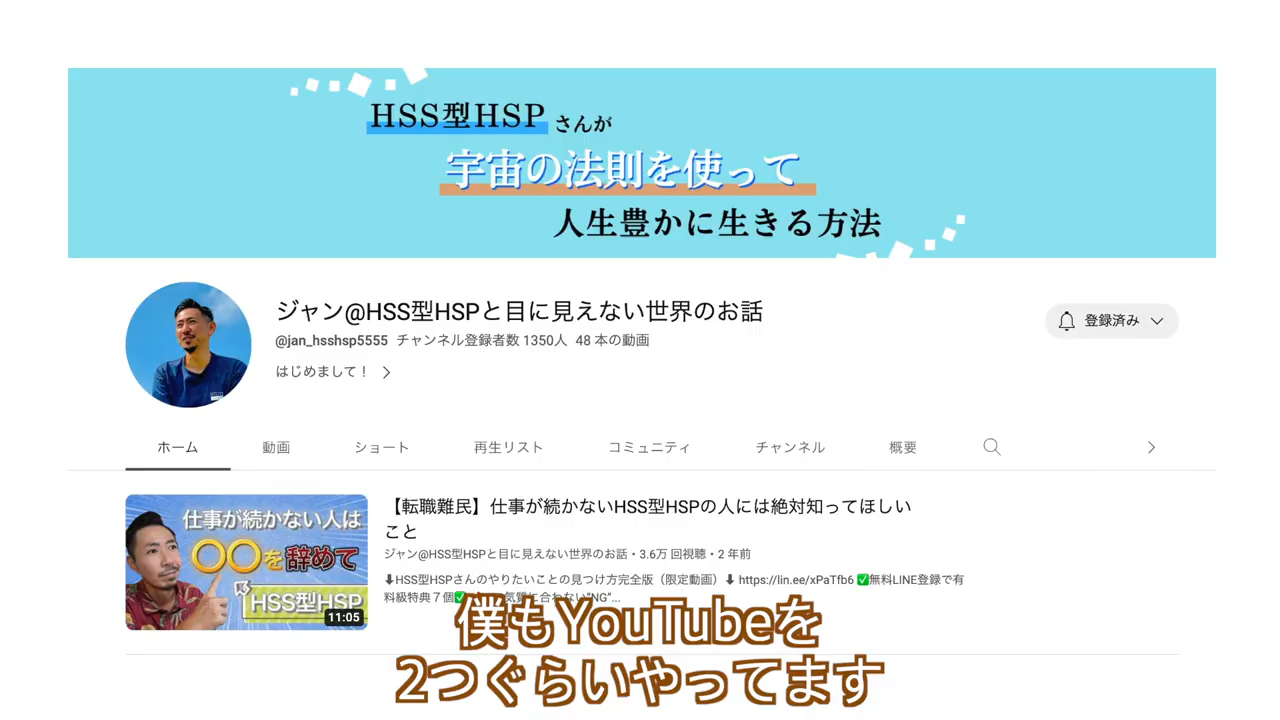 HSS型HSP さんが
宇宙の法則を使って
人生豊かに生きる方法
ジャン@HSS型HSPと目に見えない世界のお話
@jan_hsshsp5555 チャンネル登録者数 1350人 48 本の動画
はじめまして！
登録済み
ホーム 動画 ショート 再生リスト コミュニティ チャンネル 概要
仕事が続かない人は
〇〇を辞めて
HSS型HSP
11:05
【転職難民】仕事が続かないHSS型HSPの人には絶対知ってほしい
こと
ジャン@HSS型HSPと目に見えない世界のお話・3.6万 回視聴・2 年前
⬇HSS型HSPさんのやりたいことの見つけ方完全版（限定動画）⬇ https://lin.ee/xPaTfb6 ✅無料LINE登録で有
料級特典７個✅ 気質に合わない"NG"...
僕もYouTubeを
2つぐらいやってます